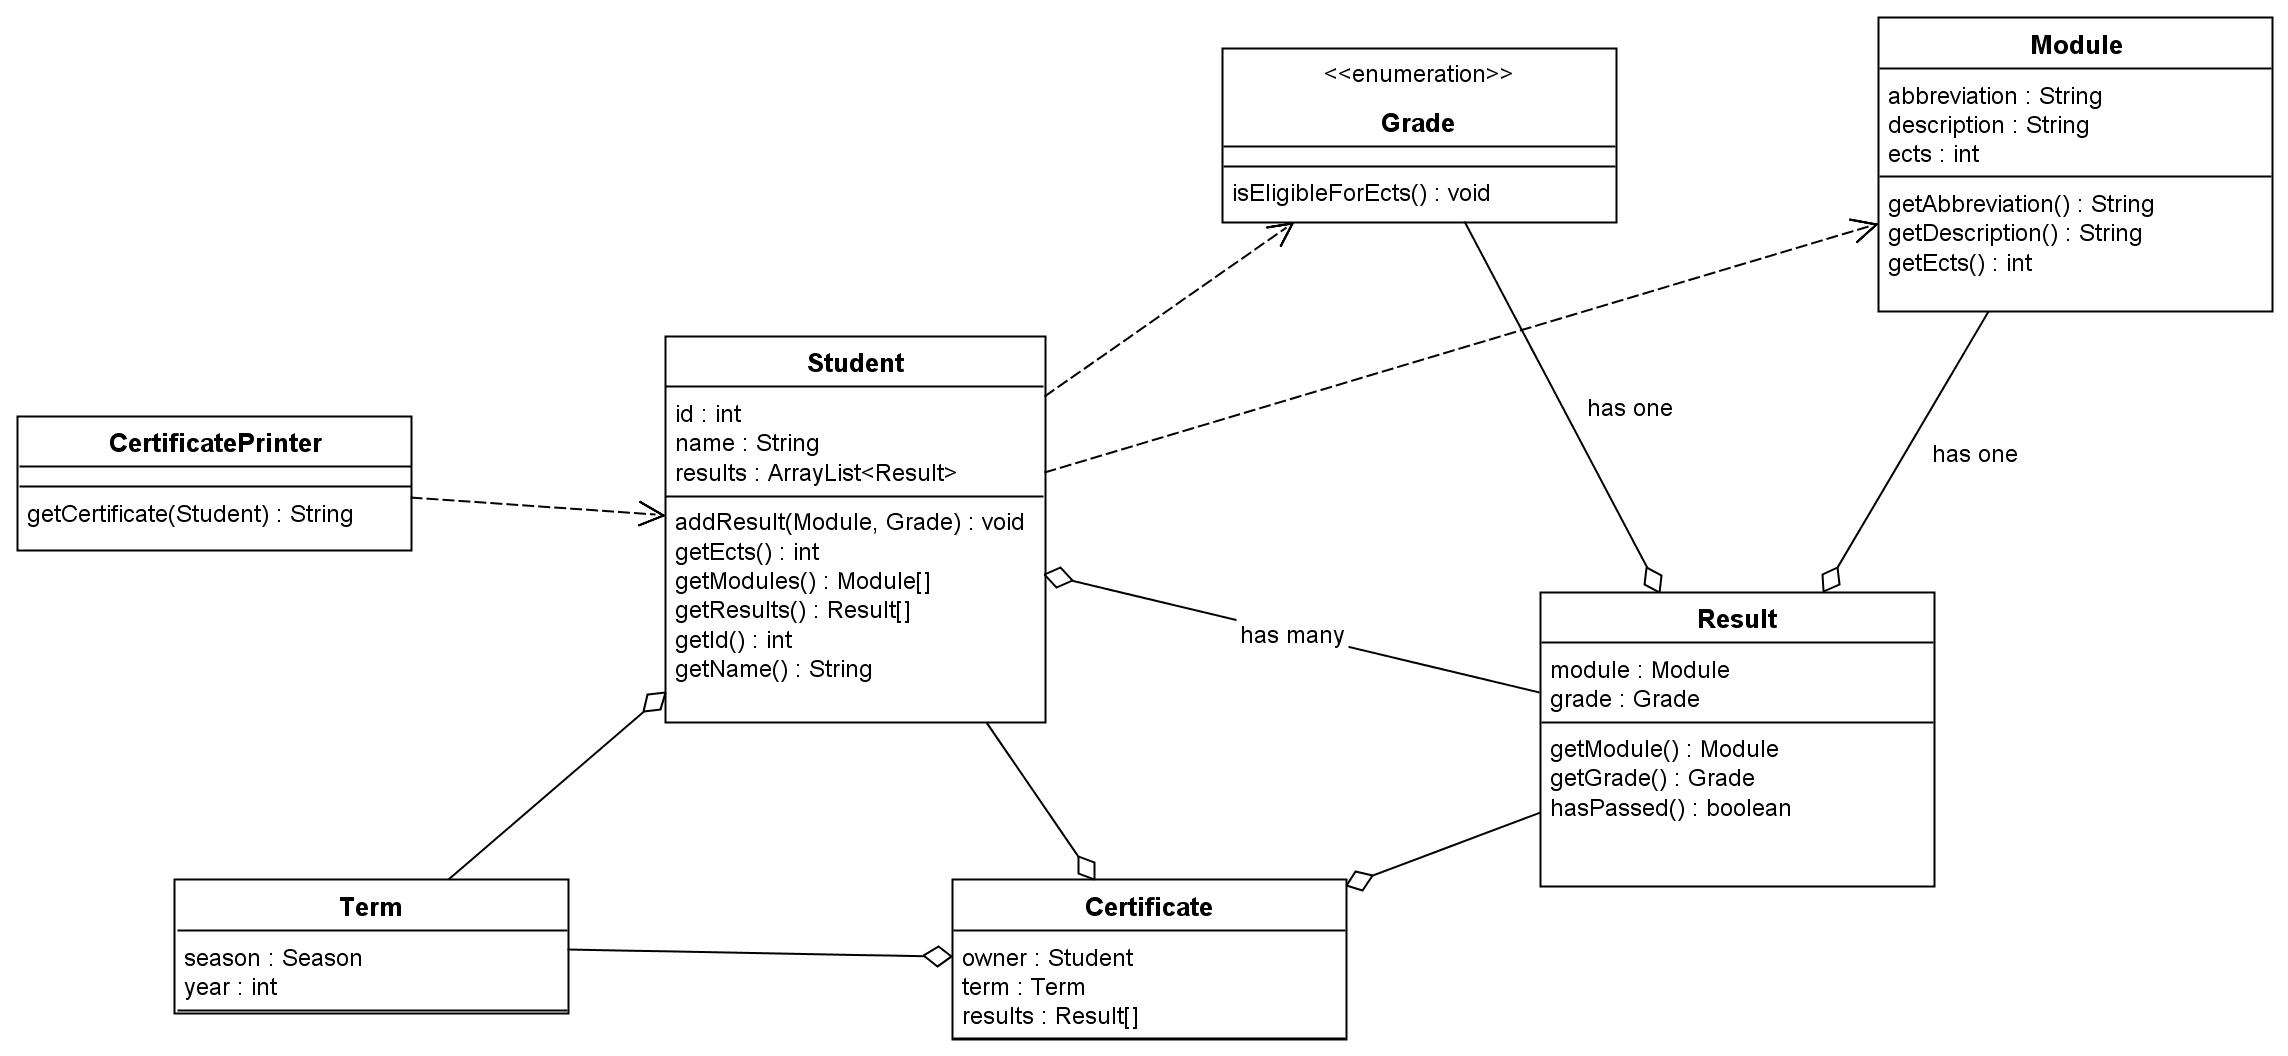 <<enumeration>>
Grade
isEligibleForEcts() : void
Module
abbreviation : String
description : String
ects : int
getAbbreviation() : String
getDescription() : String
getEcts() : int
Student
id : int
name : String
results : ArrayList<Result>
addResult(Module, Grade) : void
getEcts() : int
getModules() : Module[]
getResults() : Result[]
getId() : int
getName() : String
CertificatePrinter
getCertificate(Student) : String
has one
has one
has many
Result
module : Module
grade : Grade
getModule() : Module
getGrade() : Grade
hasPassed() : boolean
Term
season : Season
year : int
Certificate
owner : Student
term : Term
results : Result[]